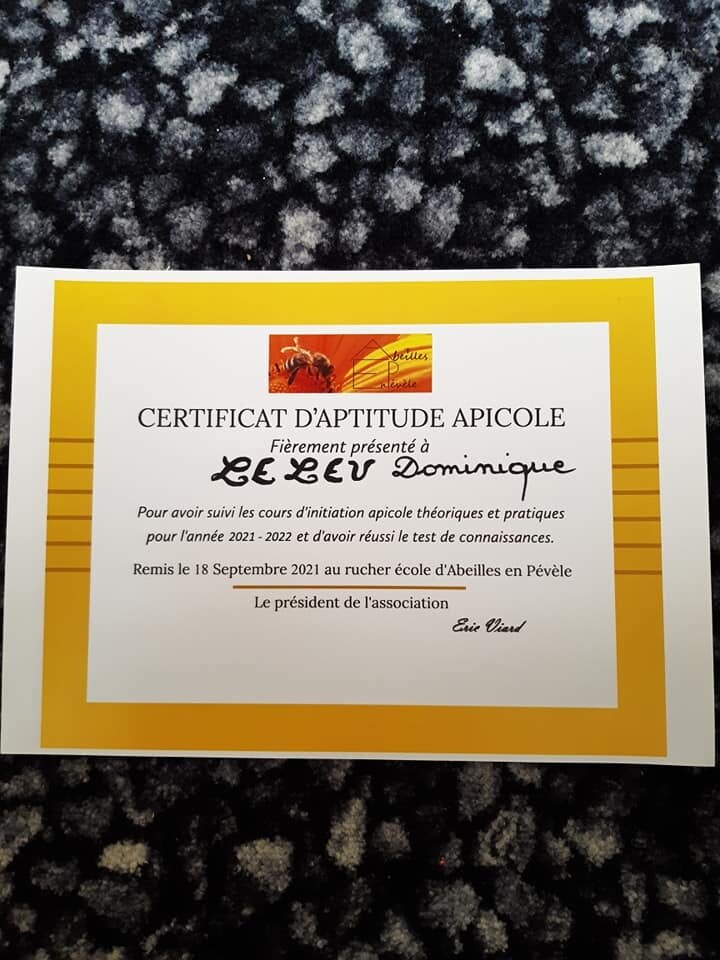 Abeilles
En Pévèle
CERTIFICAT D'APTITUDE APICOLE
Fièrement présenté à
LELEU Dominique
Pour avoir suivi les cours d'initiation apicole théoriques et pratiques
pour l'année 2021 - 2022 et d'avoir réussi le test de connaissances.
Remis le 18 Septembre 2021 au rucher école d'Abeilles en Pévèle
Le président de l'association
Eric Viard